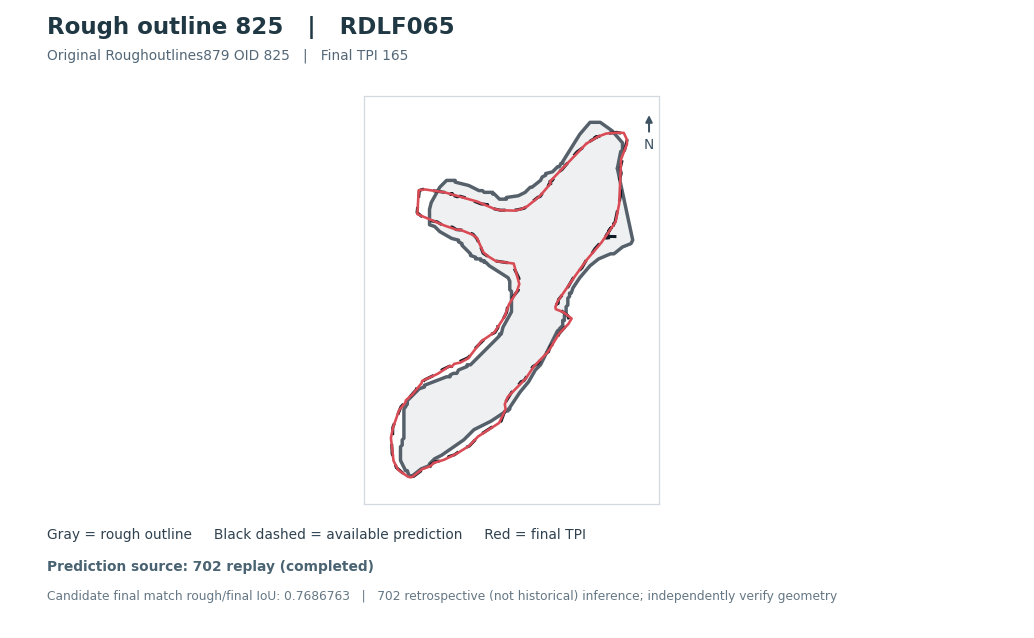 Rough outline 825   |   RDLF065
Original Roughoutlines879 OID 825   |   Final TPI 165
N
Gray = rough outline     Black dashed = available prediction     Red = final TPI
Prediction source: 702 replay (completed)
Candidate final match rough/final IoU: 0.7686763   |   702 retrospective (not historical) inference; independently verify geometry